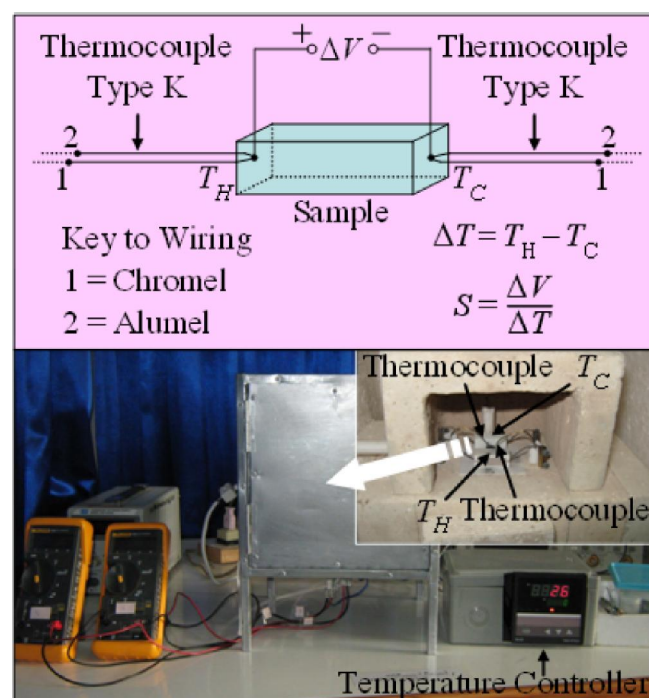 Thermocouple
Type K
+ ΔV −
Thermocouple
Type K
2
1
2
1
T_H
T_C
Sample
Key to Wiring
1 = Chromel
2 = Alumel
ΔT = T_H − T_C
S = ΔV/ΔT
Thermocouple T_C
T_H Thermocouple
26
Temperature Controller